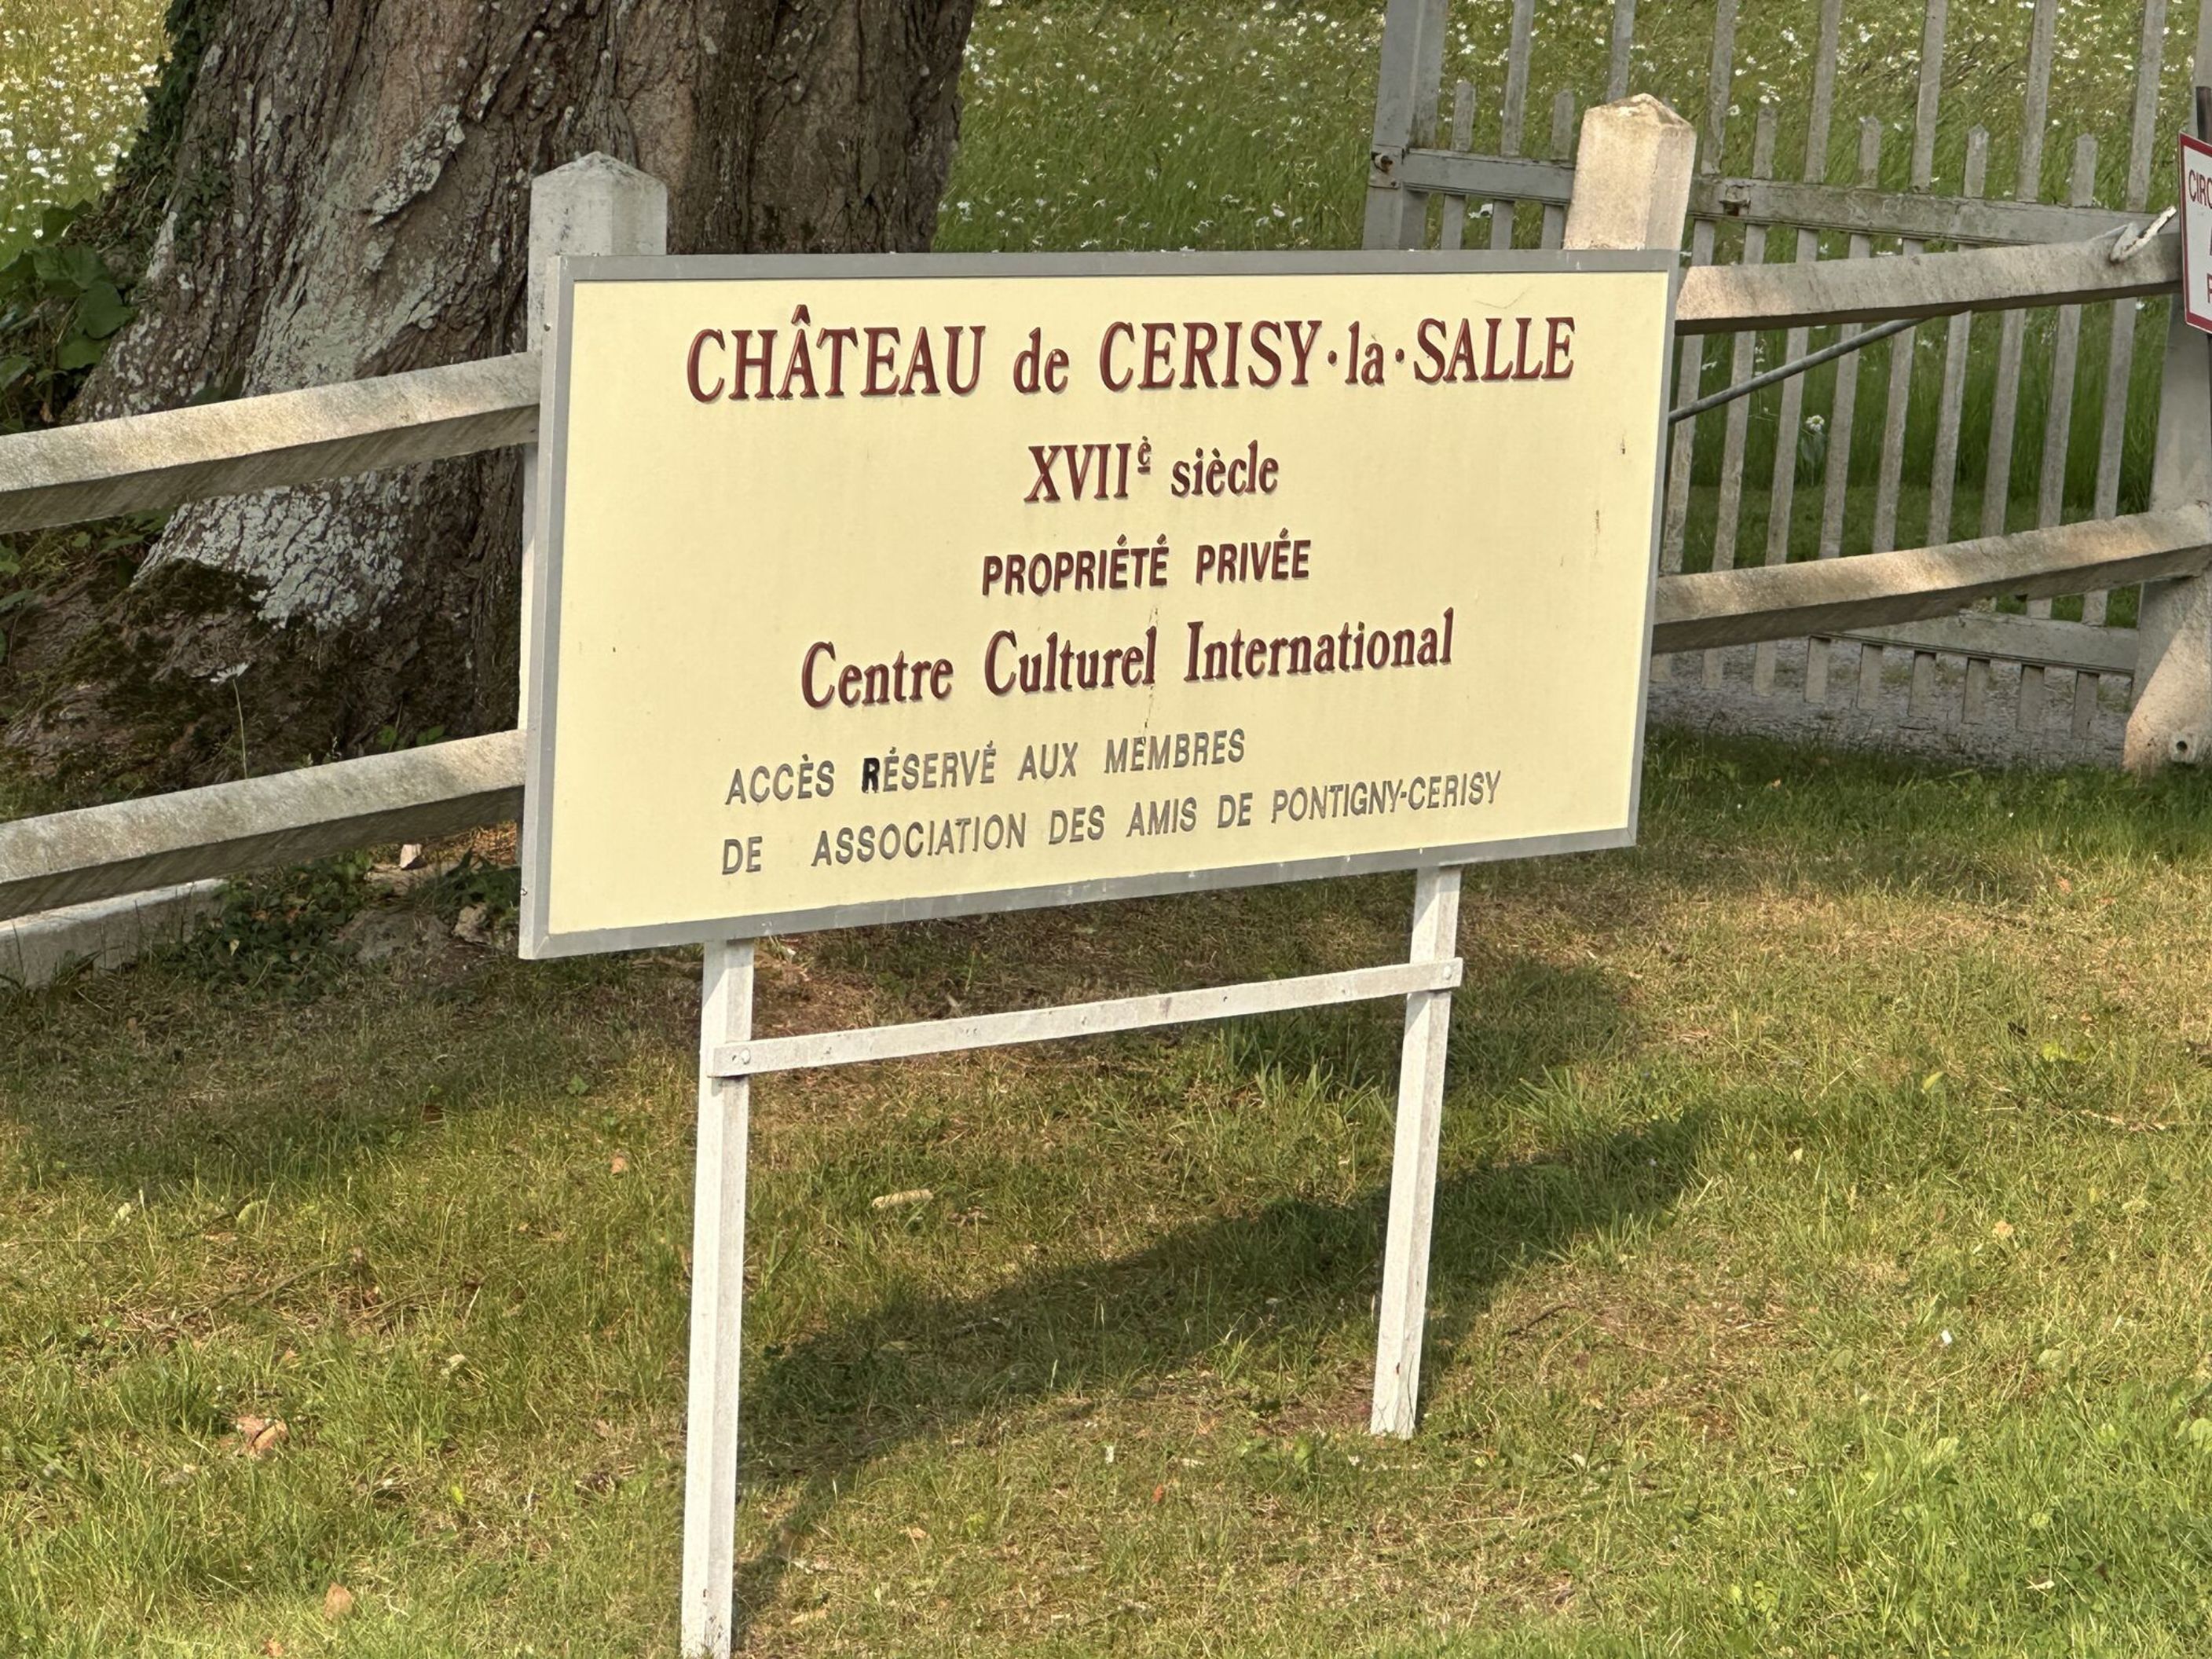 CHÂTEAU de CERISY·la·SALLE
XVIIè siècle
PROPRIÉTÉ PRIVÉE
Centre Culturel International
ACCÈS RÉSERVÉ AUX MEMBRES
DE ASSOCIATION DES AMIS DE PONTIGNY-CERISY